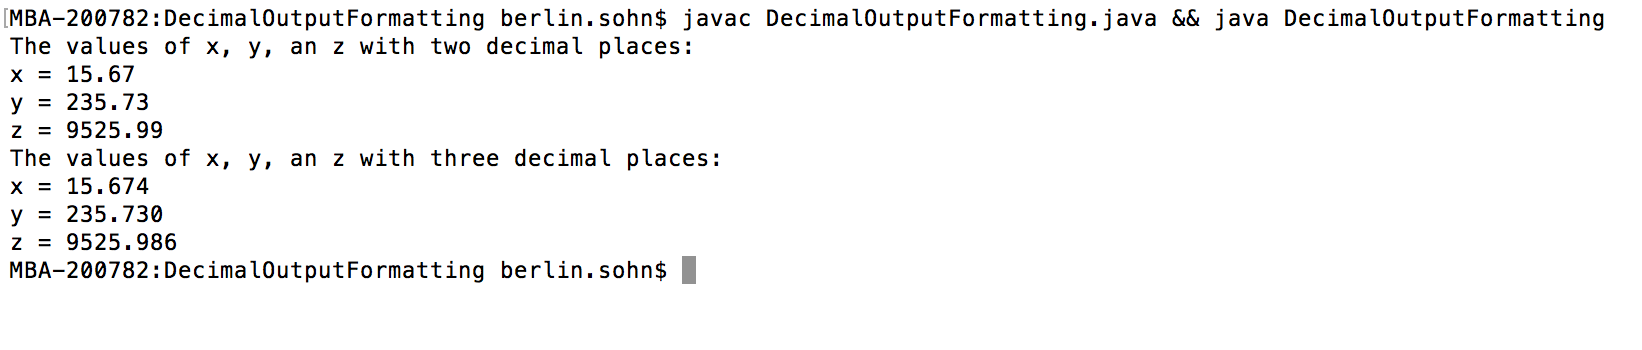 MBA-200782:DecimalOutputFormatting berlin.sohn$ javac DecimalOutputFormatting.java && java DecimalOutputFormatting
The values of x, y, an z with two decimal places:
x = 15.67
y = 235.73
z = 9525.99
The values of x, y, an z with three decimal places:
x = 15.674
y = 235.730
z = 9525.986
MBA-200782:DecimalOutputFormatting berlin.sohn$